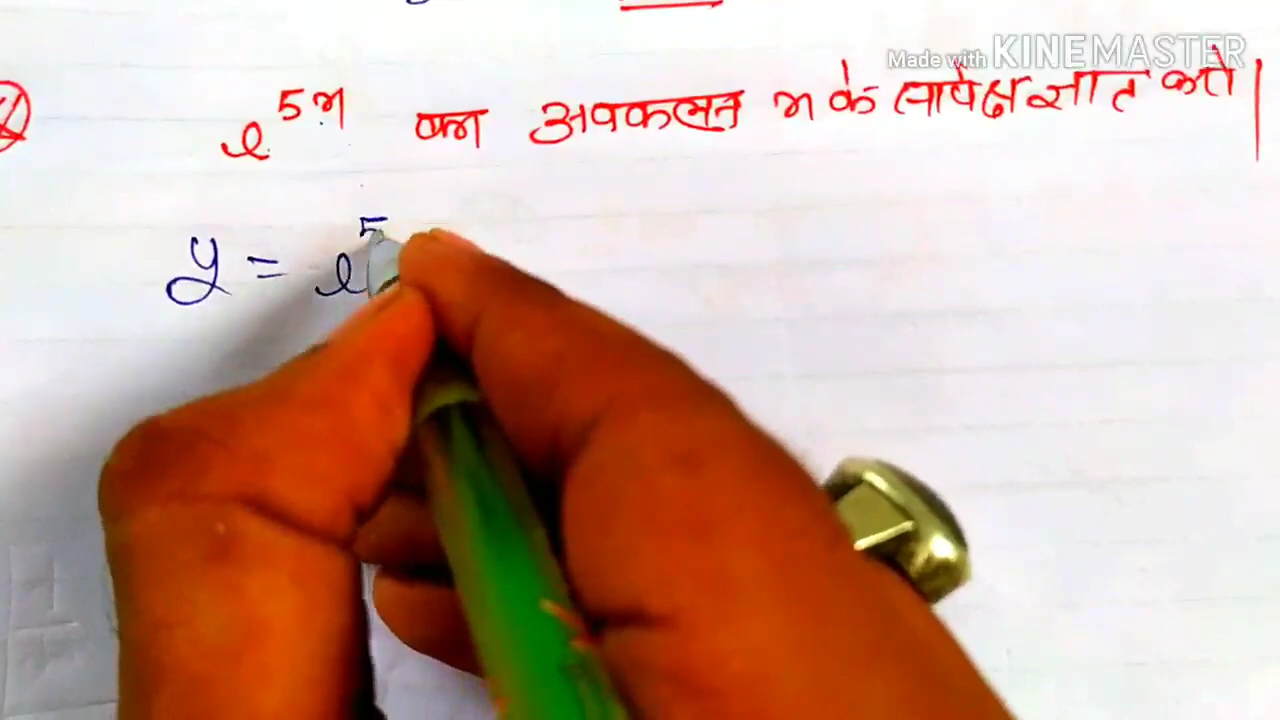 Made with KINEMASTER
e^5x का अवकलन x के सापेक्ष ज्ञात करो |
y = e^5